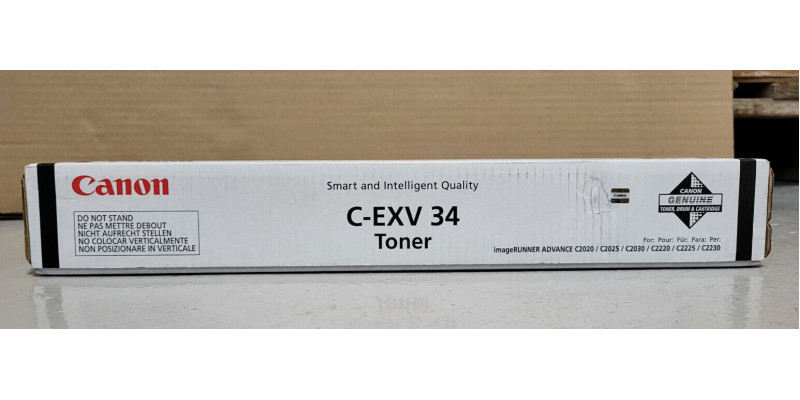 Canon
DO NOT STAND
NE PAS METTRE DEBOUT
NICHT AUFRECHT STELLEN
NO COLOCAR VERTICALMENTE
NON POSIZIONARE IN VERTICALE
Smart and Intelligent Quality
C-EXV 34
Toner
CANON
GENUINE
TONER, DRUM & CARTRIDGE
For: Pour: Für: Para: Per:
imageRUNNER ADVANCE C2020 / C2025 / C2030 / C2220 / C2225 / C2230